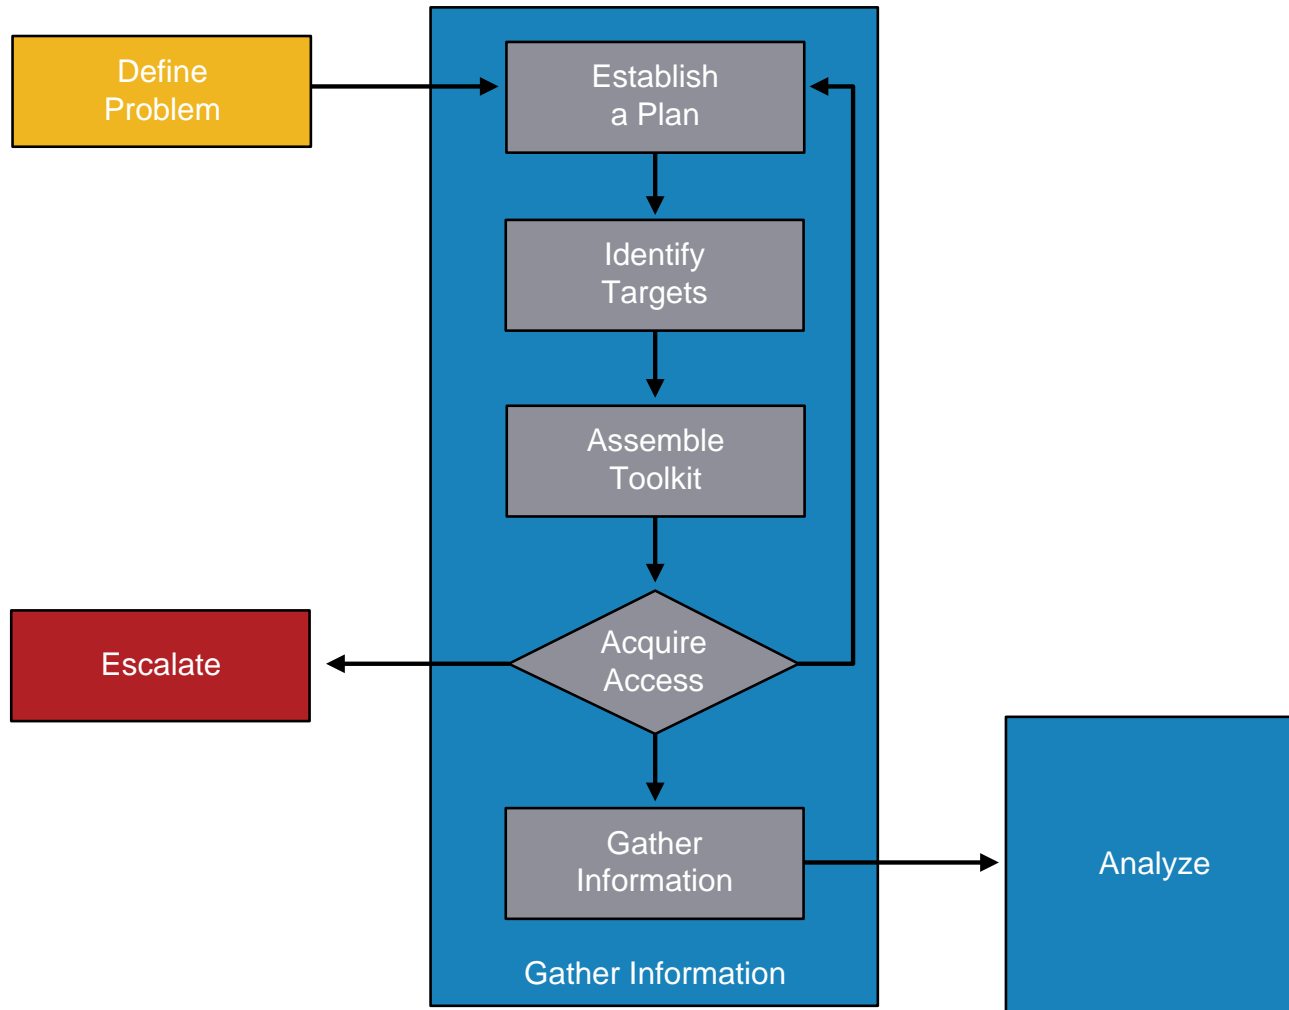 Define
Problem
Establish
a Plan
Identify
Targets
Assemble
Toolkit
Acquire
Access
Escalate
Gather
Information
Analyze
Gather Information